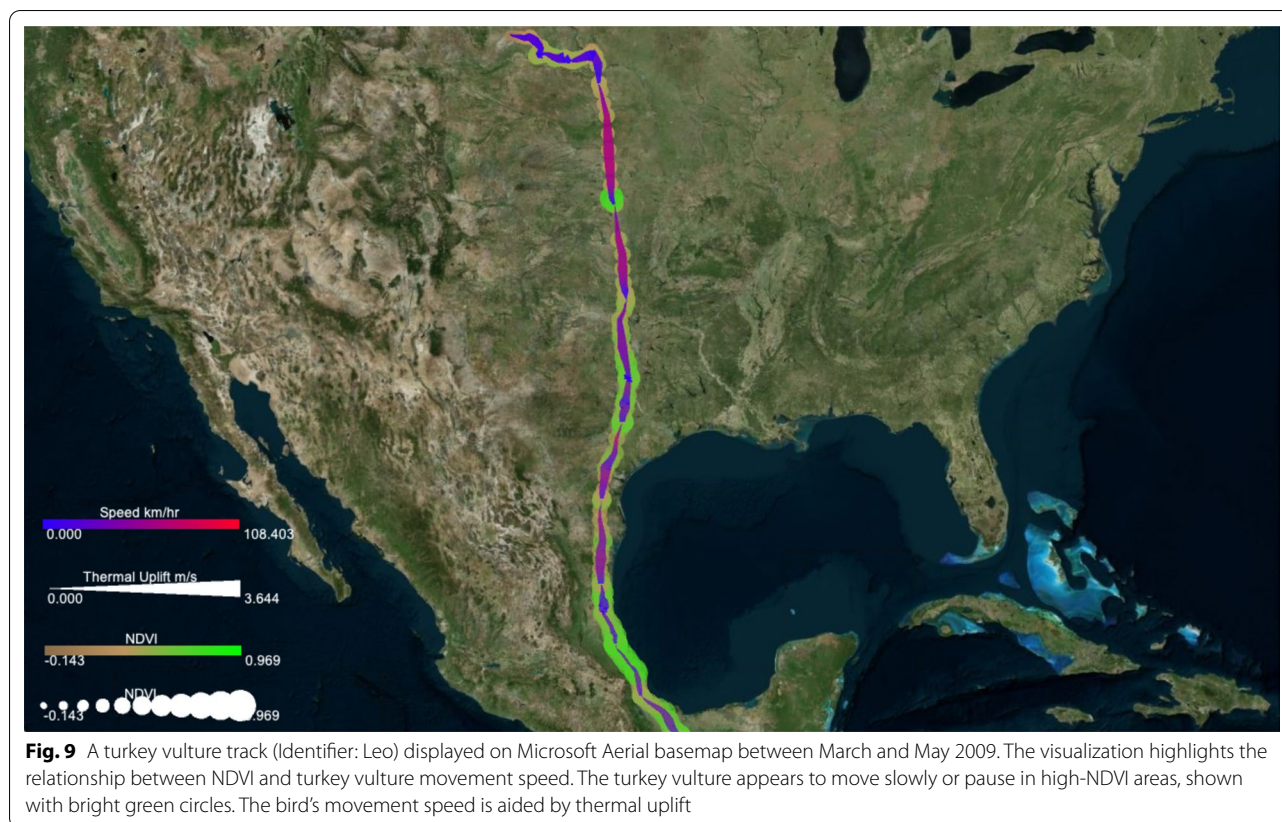 Speed km/hr
0.000 108.403
Thermal Uplift m/s
0.000 3.644
NDVI
-0.143 0.969
NDVI
-0.143 .969
Fig. 9 A turkey vulture track (Identifier: Leo) displayed on Microsoft Aerial basemap between March and May 2009. The visualization highlights the
relationship between NDVI and turkey vulture movement speed. The turkey vulture appears to move slowly or pause in high-NDVI areas, shown
with bright green circles. The bird's movement speed is aided by thermal uplift